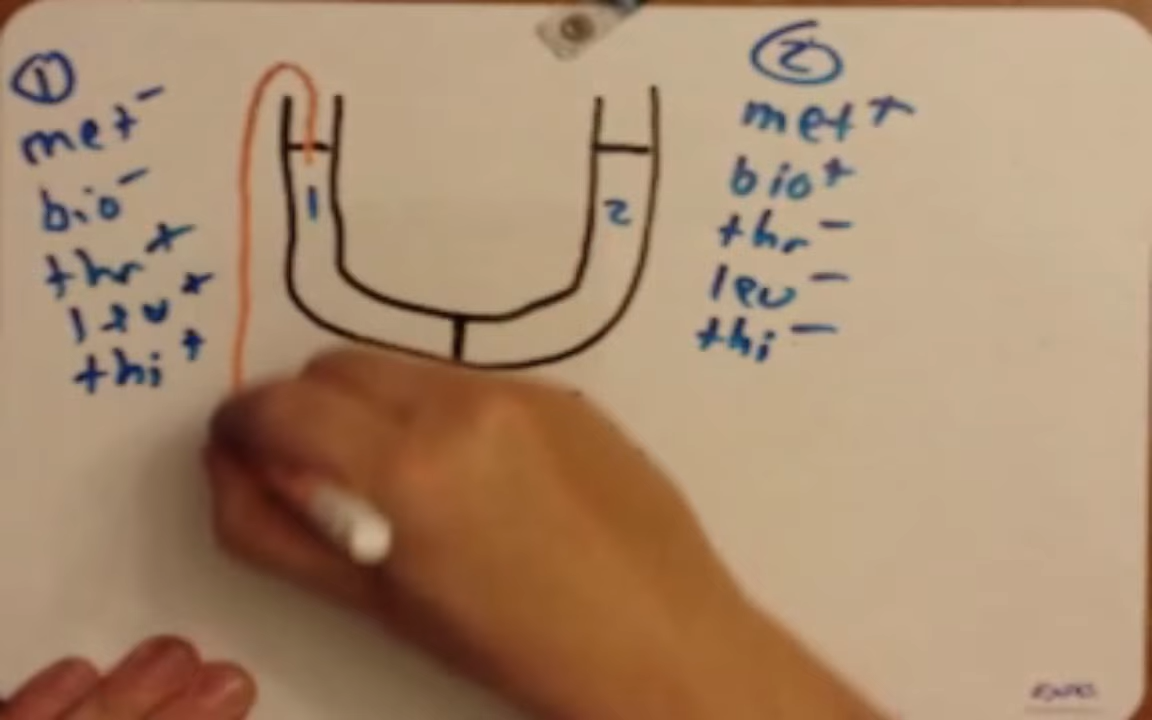 ①
met⁻
bio⁻
thr⁺
leu⁺
thi⁺
1
2
②
met⁺
bio⁺
thr⁻
leu⁻
thi⁻